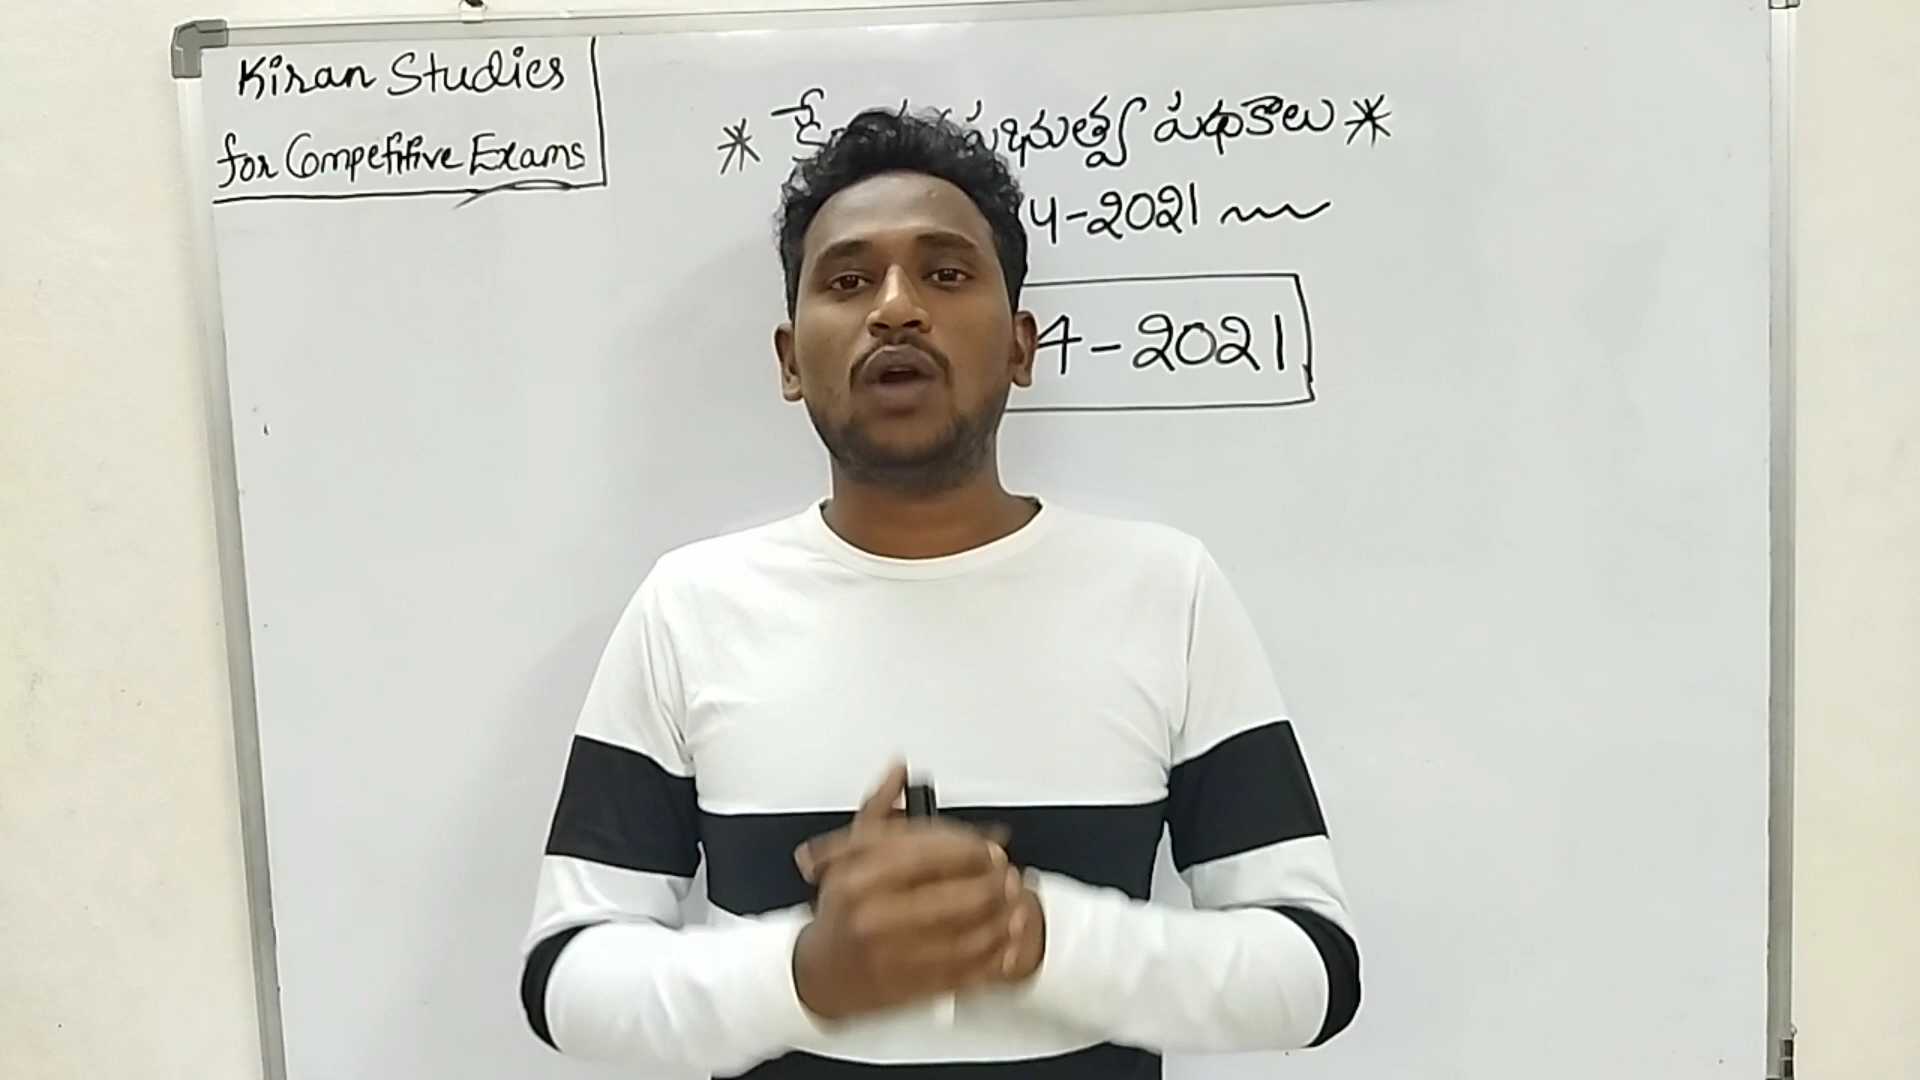 Kiran Studies
for Competitive Exams
* ప్రభుత్వ పథకాలు *
4-2021
4-2021